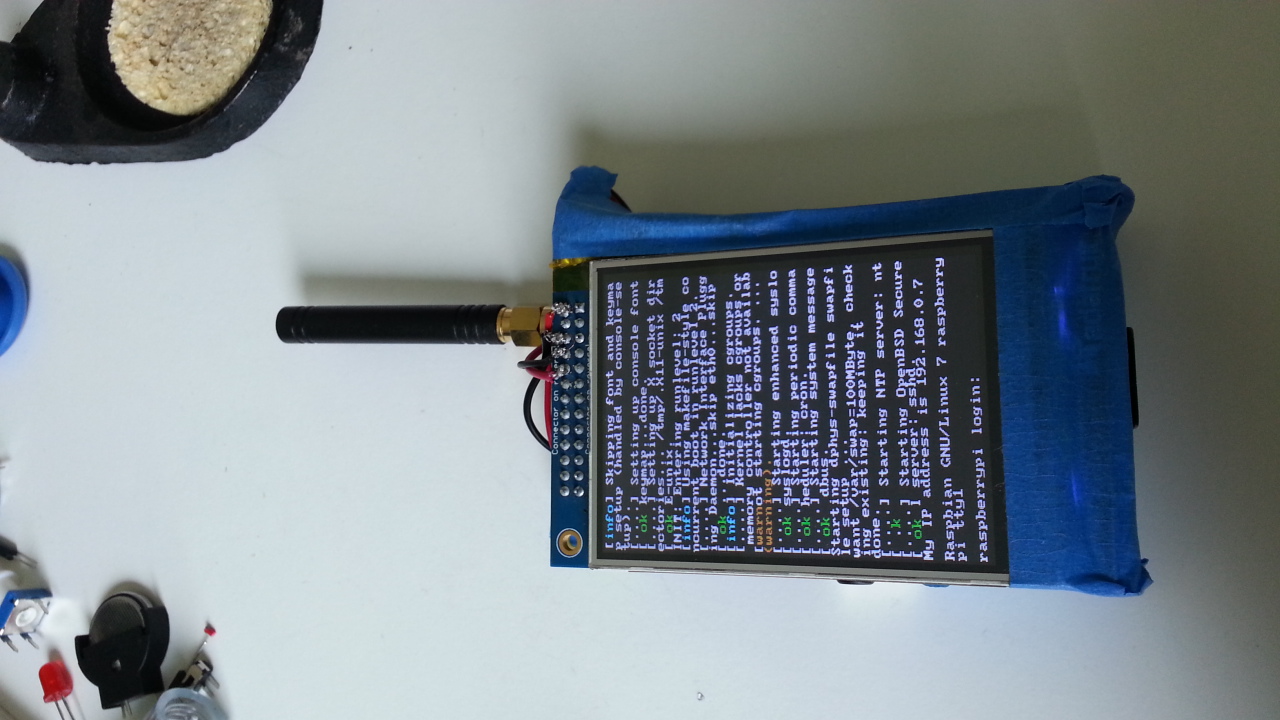 Connector on rever
Connector on reverse!
[info] Skipping font and keyma
p setup (handled by console-se
tup).
[....] Setting up console font
[ ok keymap...done.
[....] Setting up X socket dir
ectories... /tmp/.X11-unix /tm
[ ok E-unix.
INIT: Entering runlevel: 2
[info] Using makefile-style co
ncurrent boot in runlevel 2.
[....] Network Interface Plugg
ing Daemon...skip eth0...skip
[ ok ...done.
[info] Initializing cgroups.
[....] Kernel lacks cgroups or
memory controller not availab
[warnot starting cgroups. ...
(warning).
[....] Starting enhanced syslo
[ ok syslogd.
[....] Starting periodic comma
[ ok heduler: cron.
[....] Starting system message
[ ok dbus.
Starting dphys-swapfile swapfi
le setup ...
want /var/swap=100MByte, check
ing existing: keeping it
done.
[....] Starting NTP server: nt
[ .k
[....] Starting OpenBSD Secure
[ ok l server: sshd.
My IP address is 192.168.0.7
Raspbian GNU/Linux 7 raspberry
pi tty1
raspberrypi login: